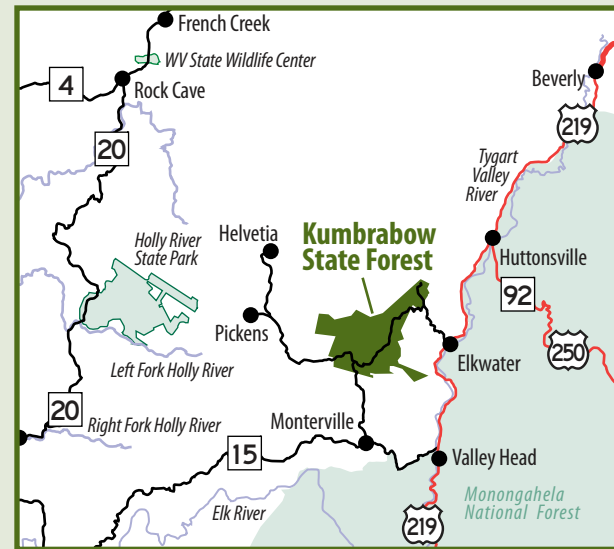 French Creek
WV State Wildlife Center
4
Rock Cave
Beverly
219
20
Tygart
Valley
River
Holly River
State Park
Helvetia
Kumbrabow
State Forest
Huttonsville
92
Pickens
250
Elkwater
Left Fork Holly River
20
Right Fork Holly River
Monterville
15
Valley Head
Elk River
Monongahela
National Forest
219